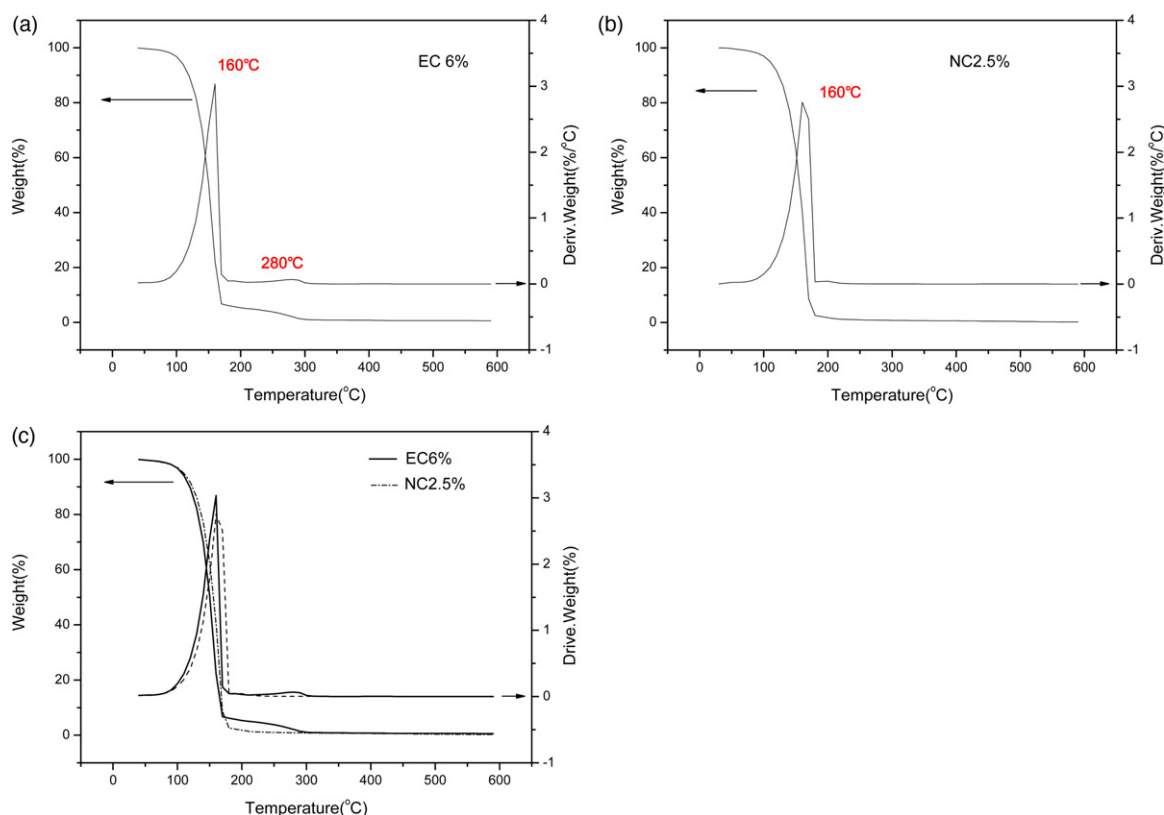 (a)
EC 6%
160℃
280℃
Weight(%)
100
80
60
40
20
0
Deriv.Weight(%/°C)
4
3
2
1
0
-1
0 100 200 300 400 500 600
Temperature(°C)
(b)
NC2.5%
160℃
Weight(%)
100
80
60
40
20
0
Deriv.Weight(%/°C)
4
3
2
1
0
-1
0 100 200 300 400 500 600
Temperature(°C)
(c)
EC6%
NC2.5%
Weight(%)
100
80
60
40
20
0
Drive.Weight(%/°C)
4
3
2
1
0
-1
0 100 200 300 400 500 600
Temperature(°C)